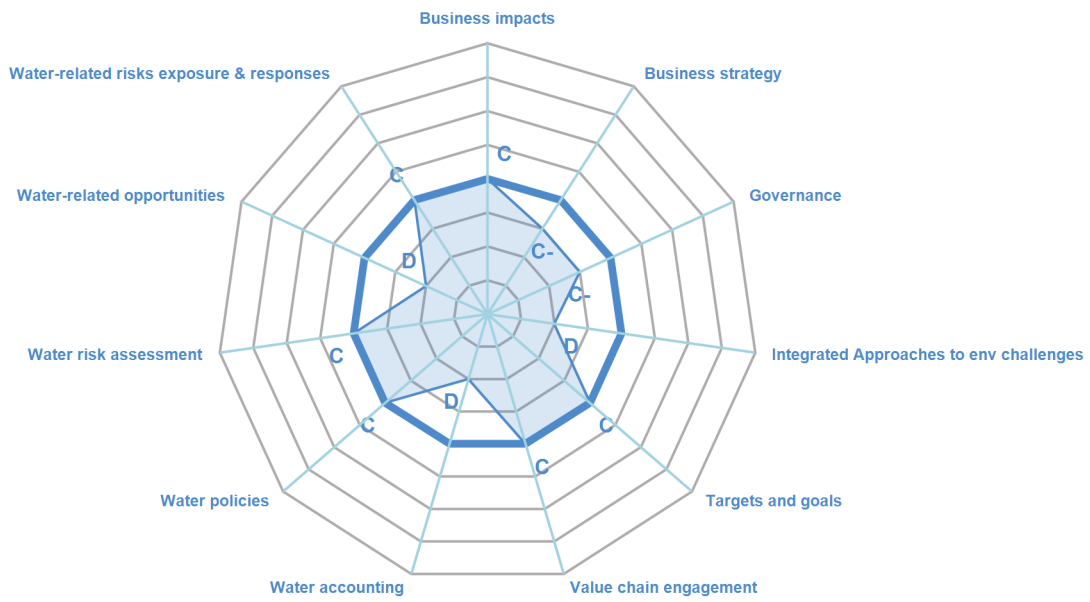 Business impacts
Water-related risks exposure & responses
Business strategy
C
C
Water-related opportunities
Governance
C-
D
C-
D
Water risk assessment
C
Integrated Approaches to env challenges
D
C
C
C
Water policies
Targets and goals
Water accounting
Value chain engagement